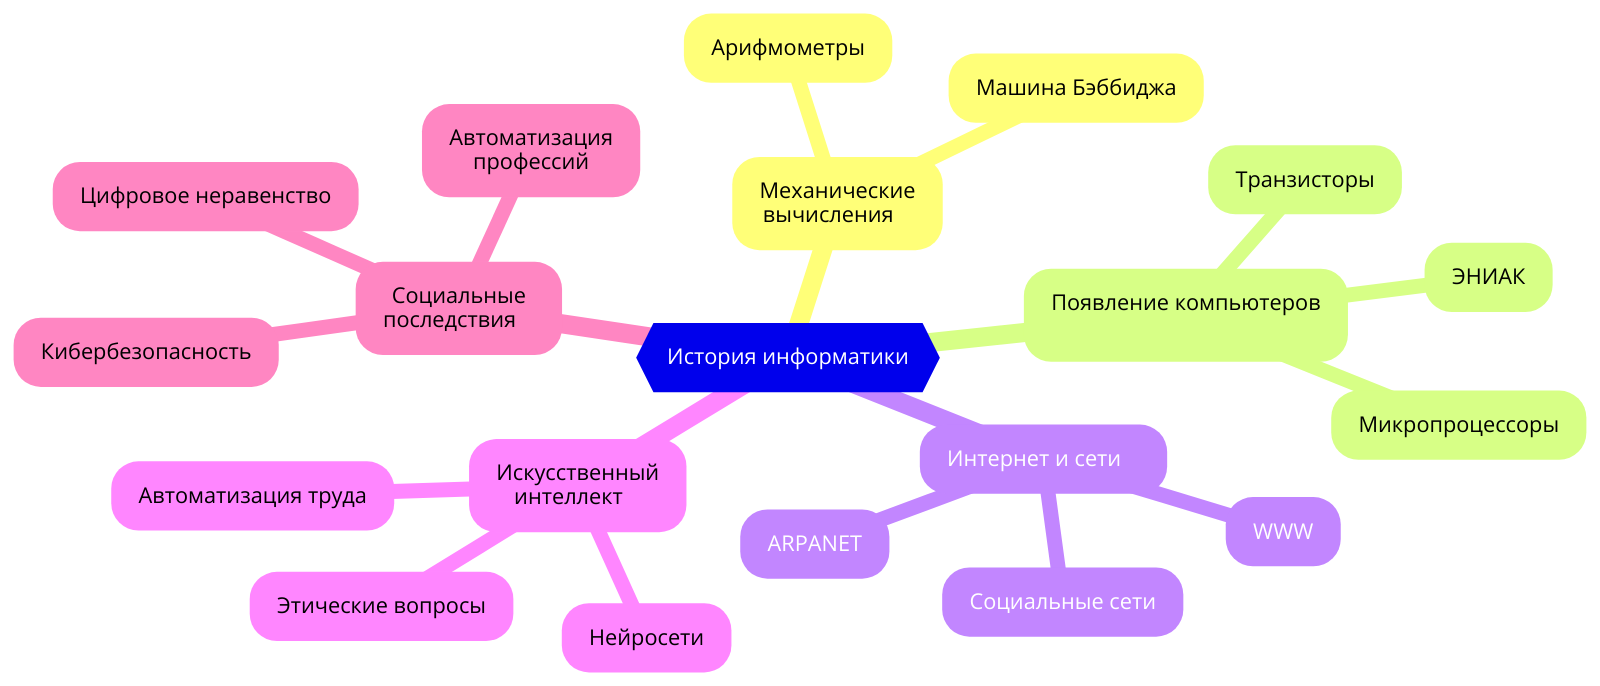 История информатики
Механические
вычисления
Арифмометры
Машина Бэббиджа
Появление компьютеров
Транзисторы
ЭНИАК
Микропроцессоры
Интернет и сети
ARPANET
Социальные сети
WWW
Искусственный
интеллект
Автоматизация труда
Этические вопросы
Нейросети
Социальные
последствия
Автоматизация
профессий
Цифровое неравенство
Кибербезопасность